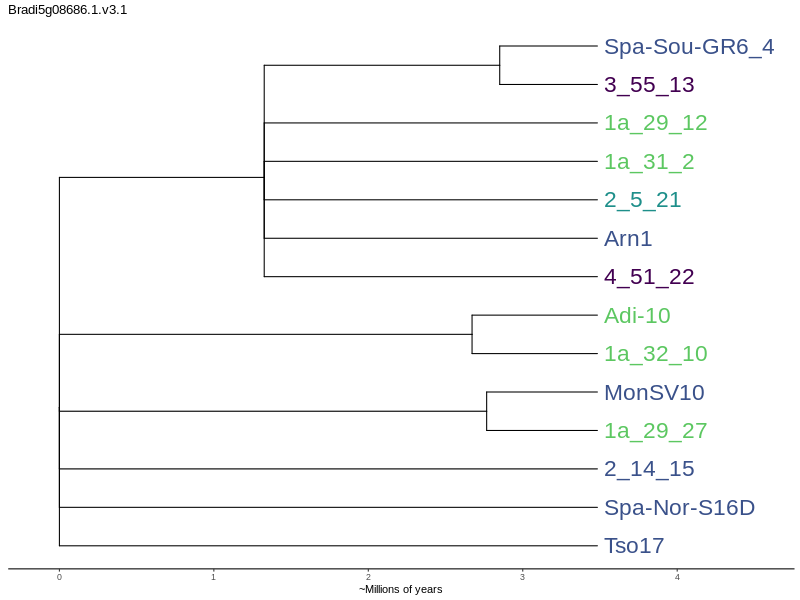 Bradi5g08686.1.v3.1
Spa-Sou-GR6_4
3_55_13
1a_29_12
1a_31_2
2_5_21
Arn1
4_51_22
Adi-10
1a_32_10
MonSV10
1a_29_27
2_14_15
Spa-Nor-S16D
Tso17
0 1 2 3 4
~Millions of years